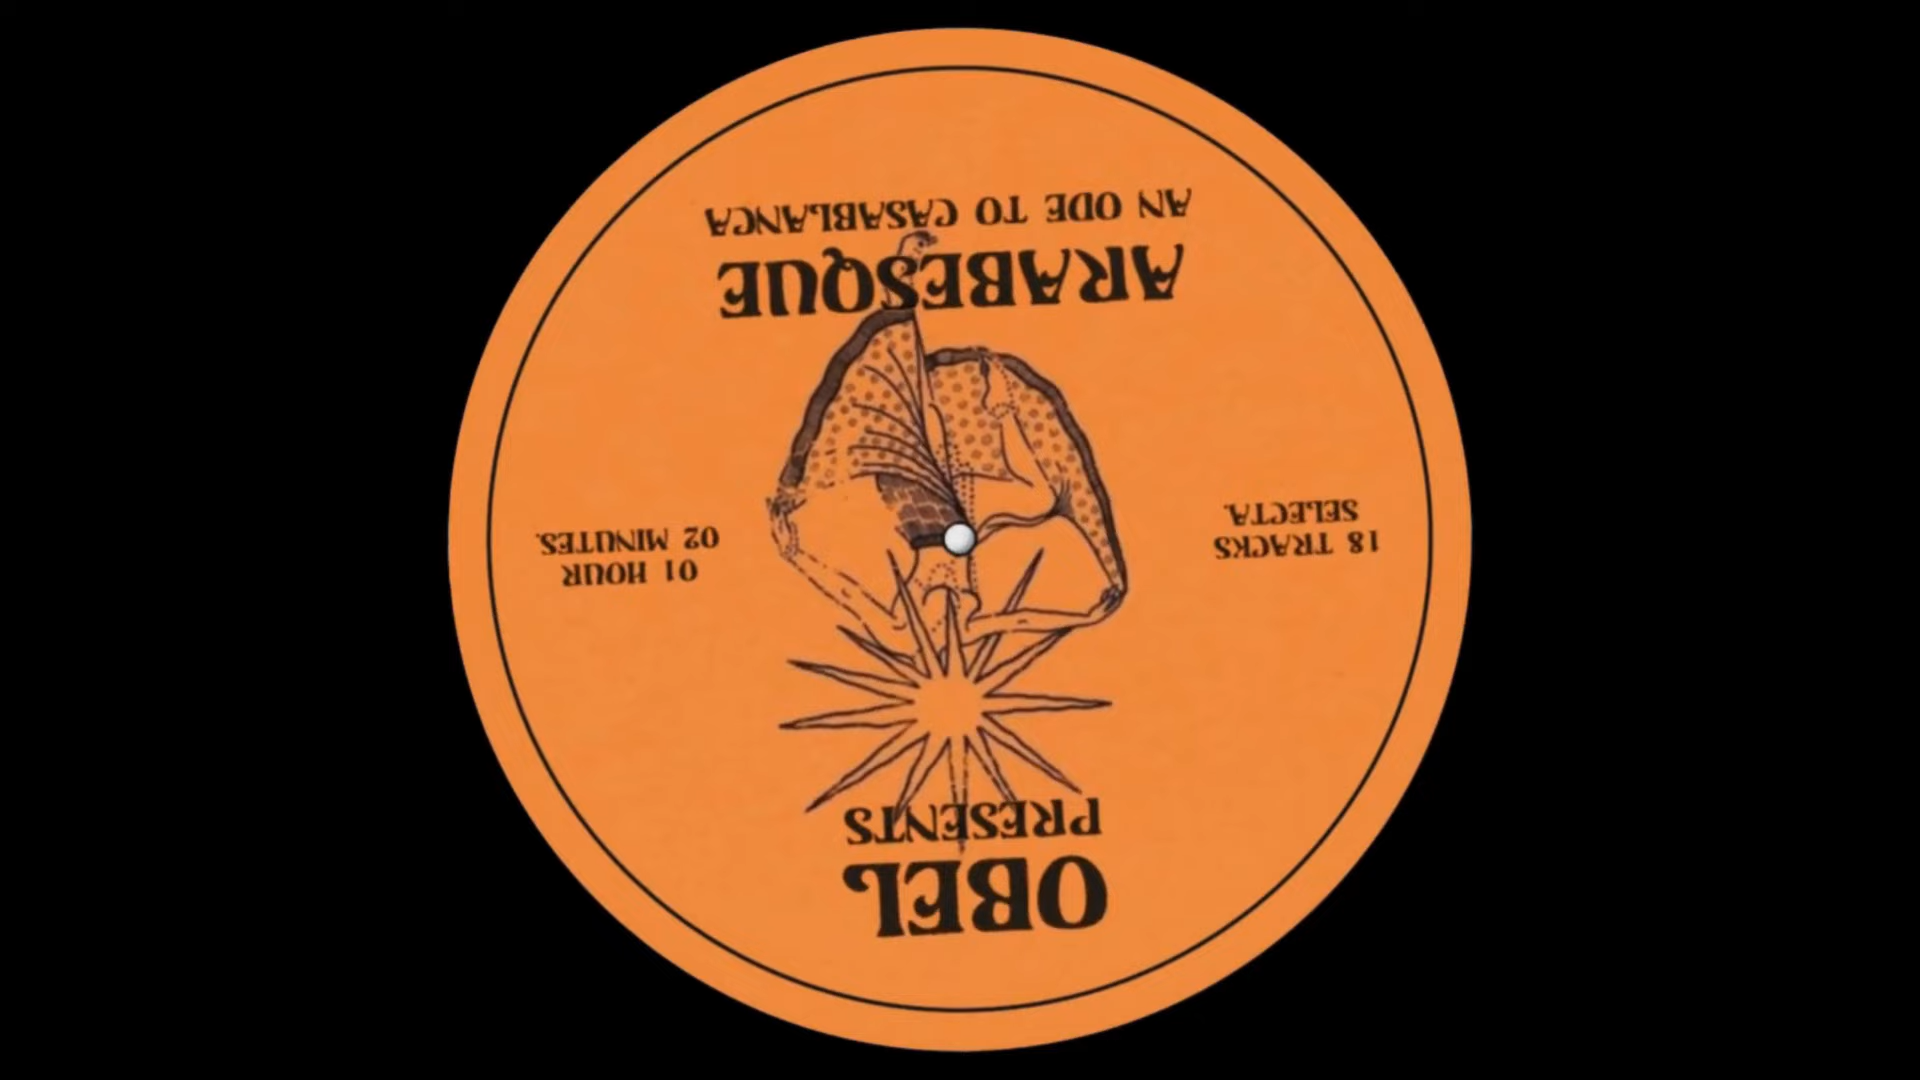 OBEL
PRESENTS
18 TRACKS
SELECTA.
01 HOUR
02 MINUTES.
ARABESQUE
AN ODE TO CASABLANCA